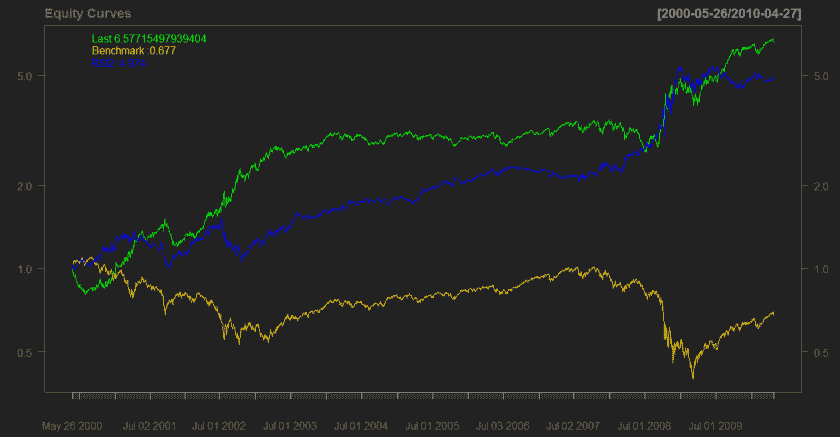 Equity Curves [2000-05-26/2010-04-27]
Last 6.57715497939404
Benchmark :0.677
5.0 5.0
2.0 2.0
1.0 1.0
0.5 0.5
May 26 2000 Jul 02 2001 Jul 01 2002 Jul 01 2003 Jul 01 2004 Jul 01 2005 Jul 03 2006 Jul 02 2007 Jul 01 2008 Jul 01 2009